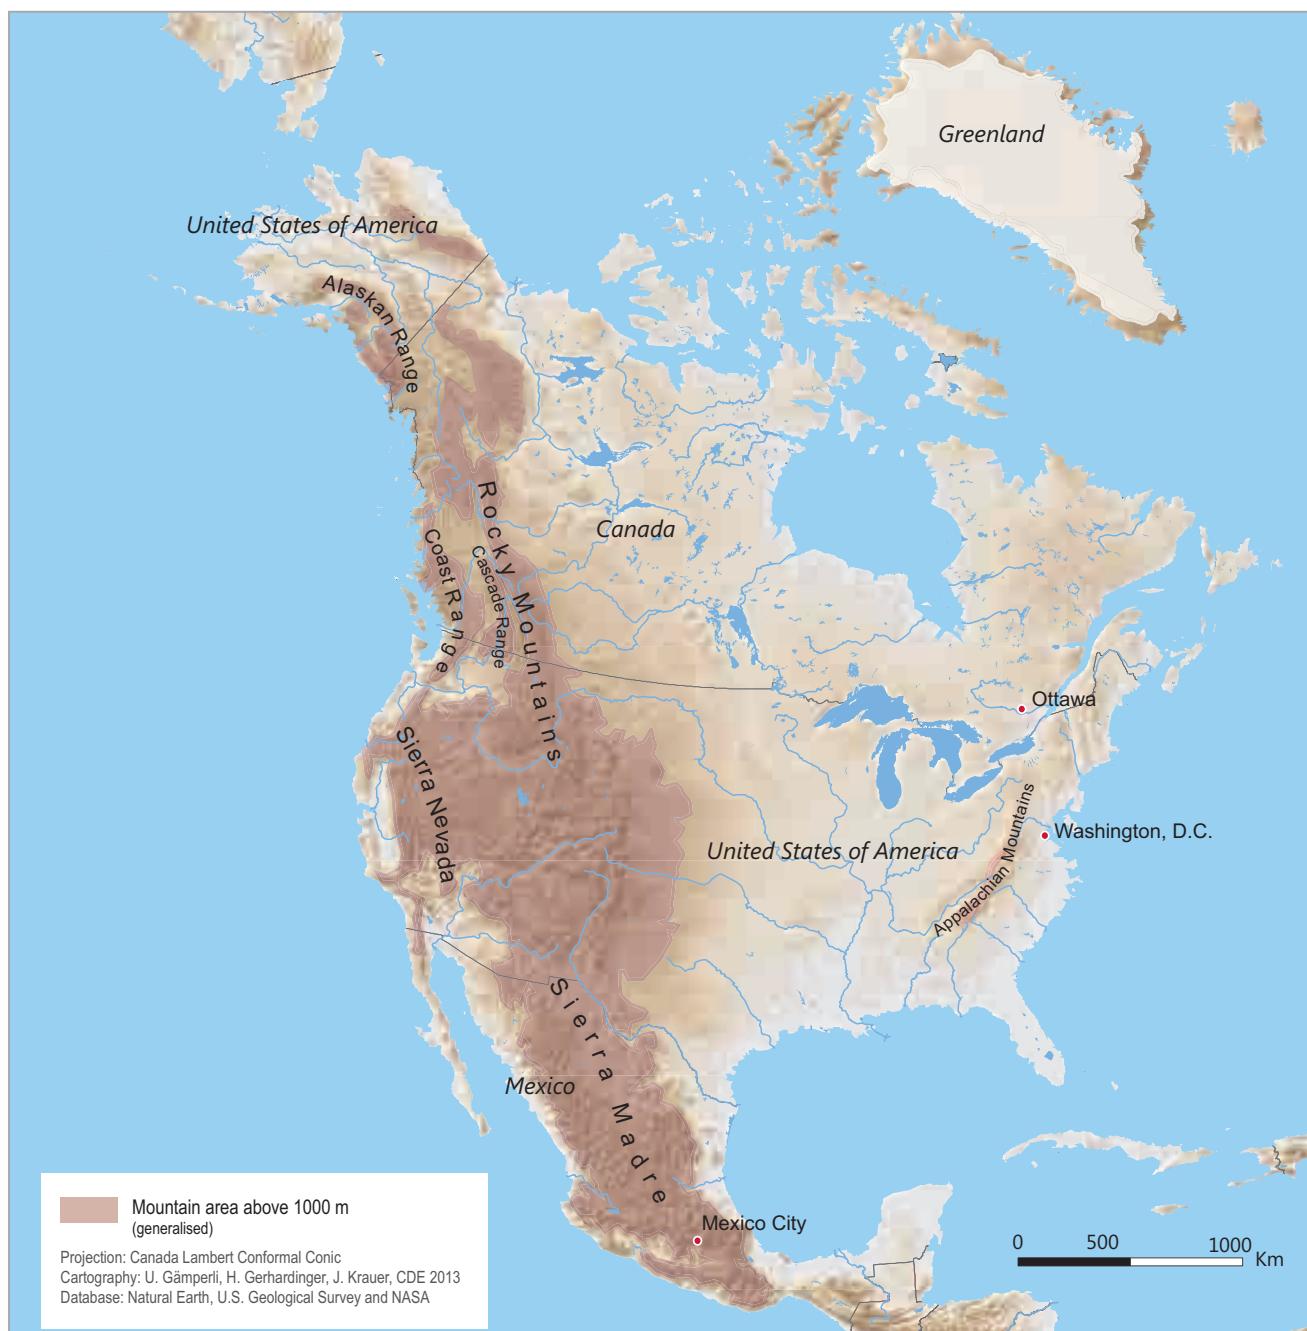 Greenland
United States of America
Alaskan Range
Rocky Mountains
Canada
Coast Range
Cascade Range
Ottawa
Sierra Nevada
Appalachian Mountains
Washington, D.C.
United States of America
Sierra Madre
Mexico
Mexico City
Mountain area above 1000 m
(generalised)
Projection: Canada Lambert Conformal Conic
Cartography: U. Gämperli, H. Gerhardinger, J. Krauer, CDE 2013
Database: Natural Earth, U.S. Geological Survey and NASA
0 500 1000 Km